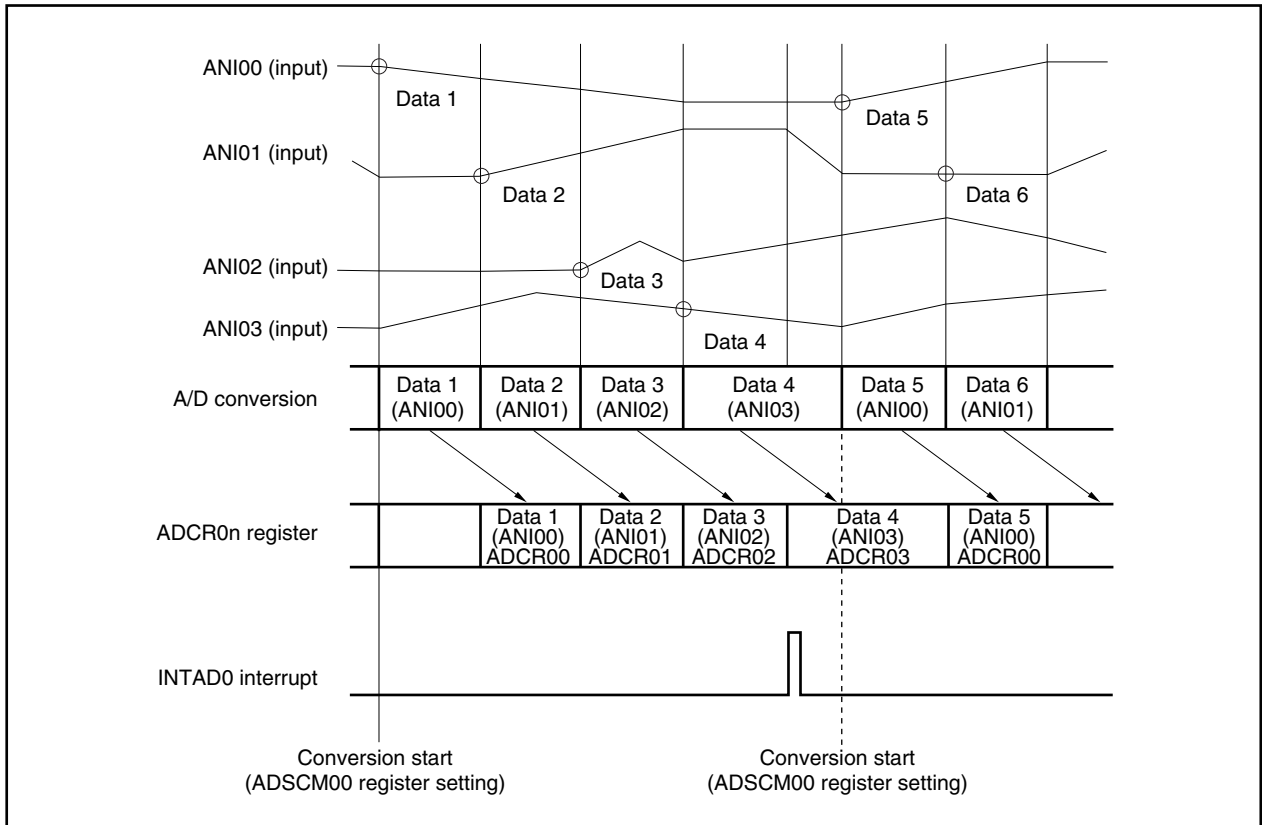 ANI00 (input)
Data 1
Data 5
ANI01 (input)
Data 2
Data 6
ANI02 (input)
Data 3
ANI03 (input)
Data 4
A/D conversion
Data 1
(ANI00)
Data 2
(ANI01)
Data 3
(ANI02)
Data 4
(ANI03)
Data 5
(ANI00)
Data 6
(ANI01)
ADCR0n register
Data 1
(ANI00)
ADCR00
Data 2
(ANI01)
ADCR01
Data 3
(ANI02)
ADCR02
Data 4
(ANI03)
ADCR03
Data 5
(ANI00)
ADCR00
INTAD0 interrupt
Conversion start
(ADSCM00 register setting)
Conversion start
(ADSCM00 register setting)